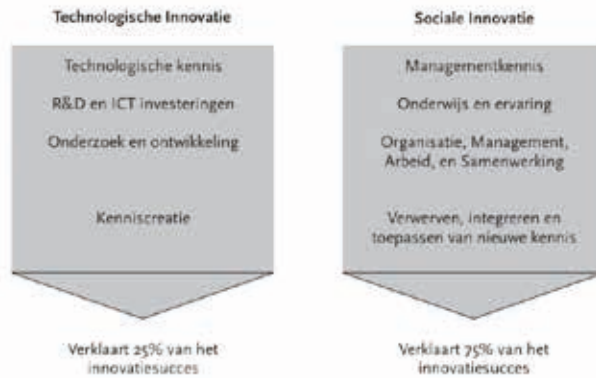 Technologische Innovatie
Technologische kennis
R&D en ICT investeringen
Onderzoek en ontwikkeling
Kenniscreatie
Verklaart 25% van het
innovatiesucces
Sociale Innovatie
Managementkennis
Onderwijs en ervaring
Organisatie, Management,
Arbeid, en Samenwerking
Verwerven, integreren en
toepassen van nieuwe kennis
Verklaart 75% van het
innovatiesucces